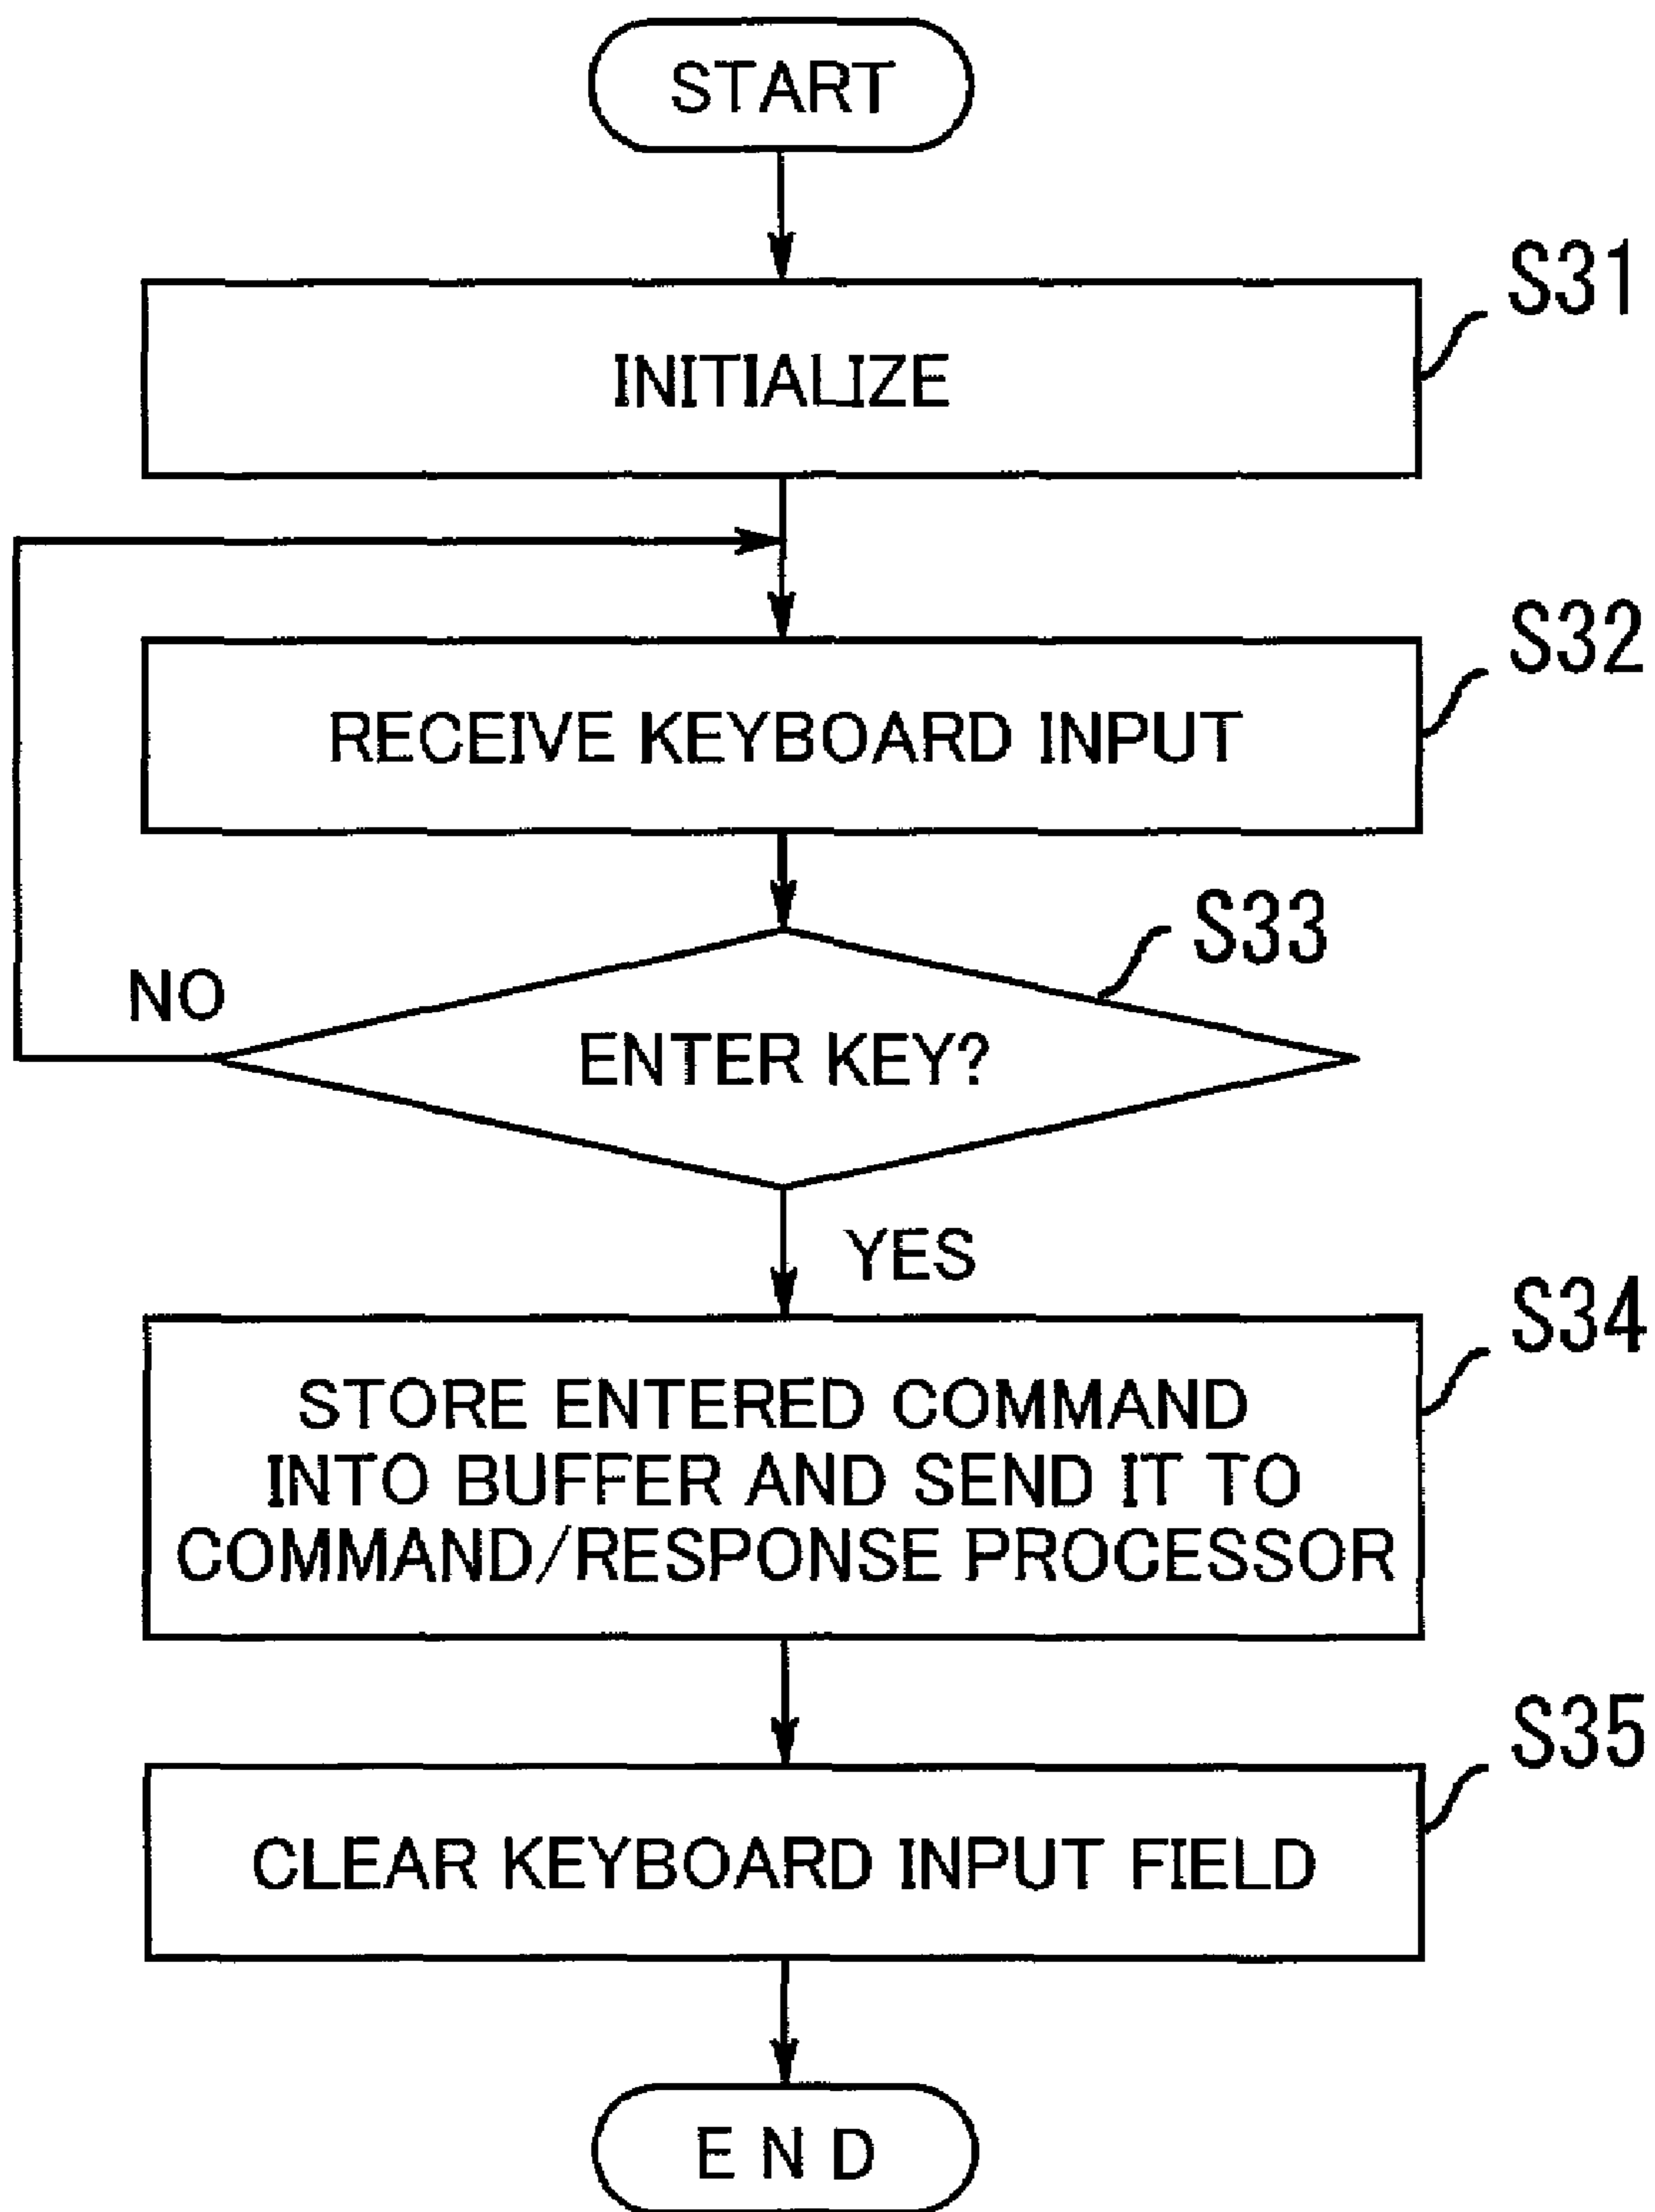 START
S31
INITIALIZE
S32
RECEIVE KEYBOARD INPUT
S33
NO
ENTER KEY?
YES
S34
STORE ENTERED COMMAND
INTO BUFFER AND SEND IT TO
COMMAND/RESPONSE PROCESSOR
S35
CLEAR KEYBOARD INPUT FIELD
E N D